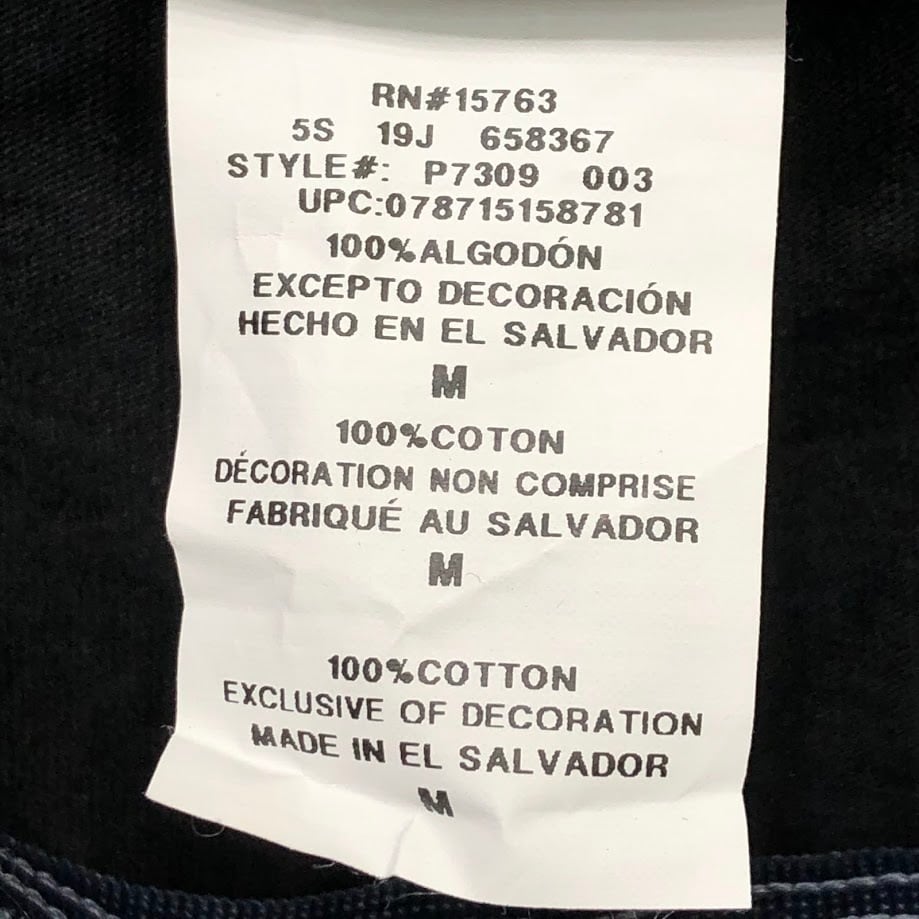 RN#15763
5S 19J 658367
STYLE#: P7309 003
UPC:078715158781
100%ALGODÓN
EXCEPTO DECORACIÓN
HECHO EN EL SALVADOR
M
100%COTON
DÉCORATION NON COMPRISE
FABRIQUÉ AU SALVADOR
M
100%COTTON
EXCLUSIVE OF DECORATION
MADE IN EL SALVADOR
M